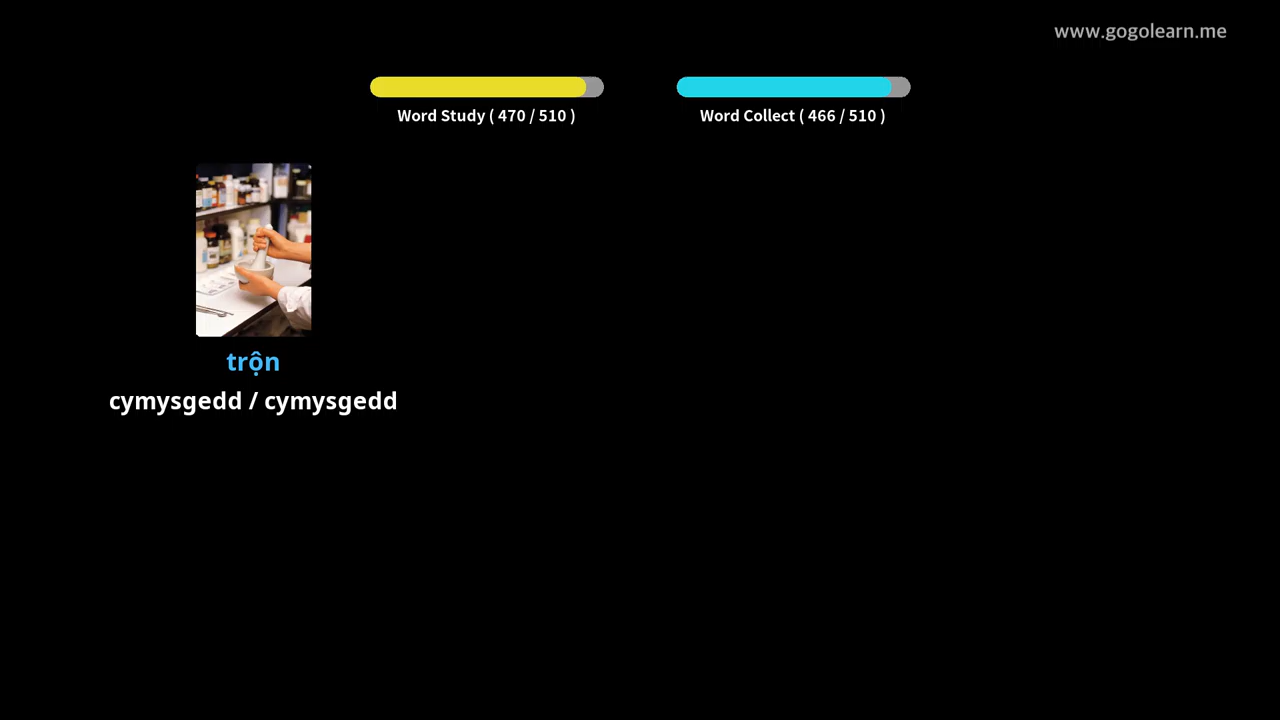 www.gogolearn.me
Word Study ( 470 / 510 )
Word Collect ( 466 / 510 )
trộn
cymysgedd / cymysgedd